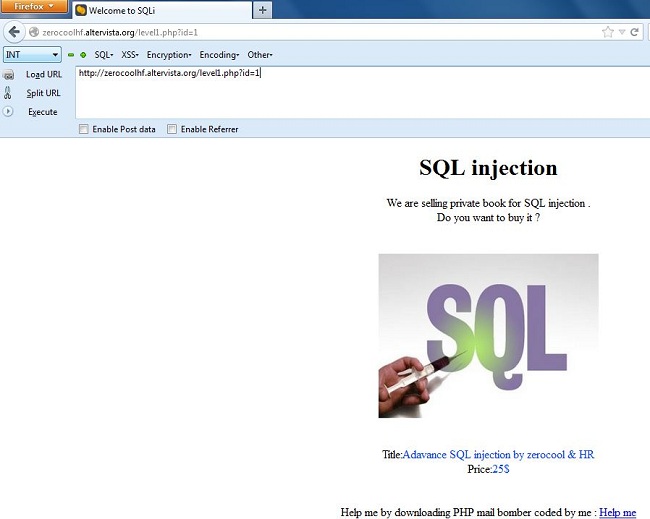 Firefox
Welcome to SQLi
zerocoolhf.altervista.org/level1.php?id=1
INT
SQL
XSS
Encryption
Encoding
Other
Load URL
http://zerocoolhf.altervista.org/level1.php?id=1
Split URL
Execute
Enable Post data
Enable Referrer
SQL injection
We are selling private book for SQL injection .
Do you want to buy it ?
SQL
Title:Adavance SQL injection by zerocool & HR
Price:25$
Help me by downloading PHP mail bomber coded by me : Help me